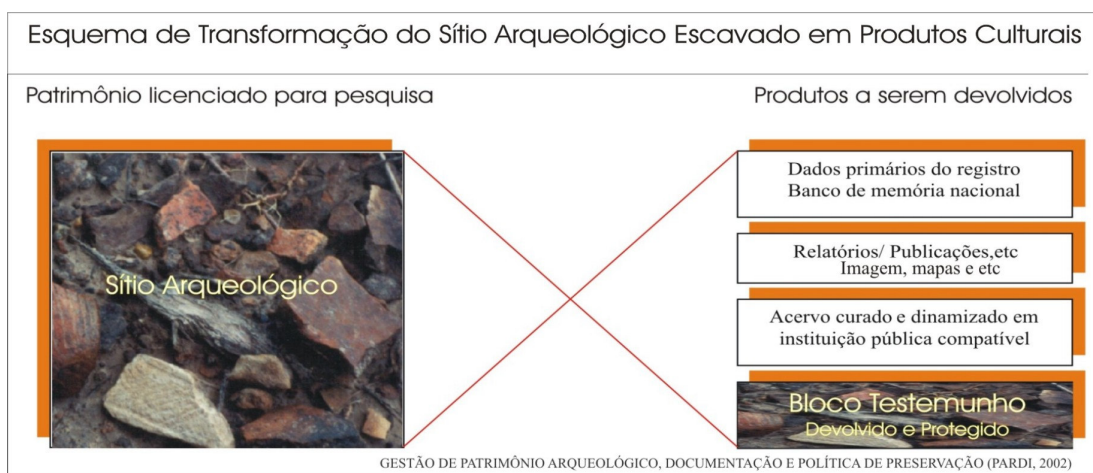 Esquema de Transformação do Sítio Arqueológico Escavado em Produtos Culturais
Patrimônio licenciado para pesquisa
Produtos a serem devolvidos
Sítio Arqueológico
Dados primários do registro
Banco de memória nacional
Relatórios/ Publicações,etc
Imagem, mapas e etc
Acervo curado e dinamizado em
instituição pública compatível
Bloco Testemunho
Devolvido e Protegido
GESTÃO DE PATRIMÔNIO ARQUEOLÓGICO, DOCUMENTAÇÃO E POLÍTICA DE PRESERVAÇÃO (PARDI, 2002)